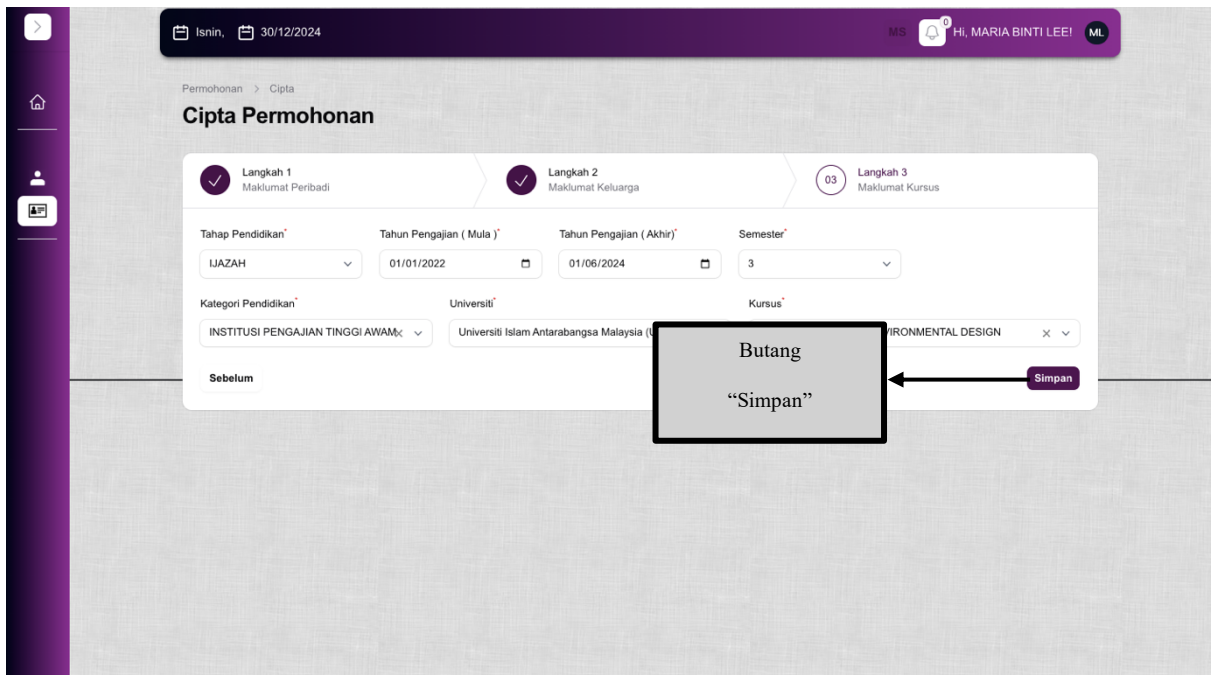 Isnin, 30/12/2024 MS 0 Hi, MARIA BINTI LEE! ML
Permohonan > Cipta
Cipta Permohonan
Langkah 1 Langkah 2 03 Langkah 3
Maklumat Peribadi Maklumat Keluarga Maklumat Kursus
Tahap Pendidikan* Tahun Pengajian ( Mula )* Tahun Pengajian ( Akhir)* Semester*
IJAZAH 01/01/2022 01/06/2024 3
Kategori Pendidikan* Universiti* Kursus*
INSTITUSI PENGAJIAN TINGGI AWAM Universiti Islam Antarabangsa Malaysia DESIGN
Butang
Sebelum Simpan
“Simpan”